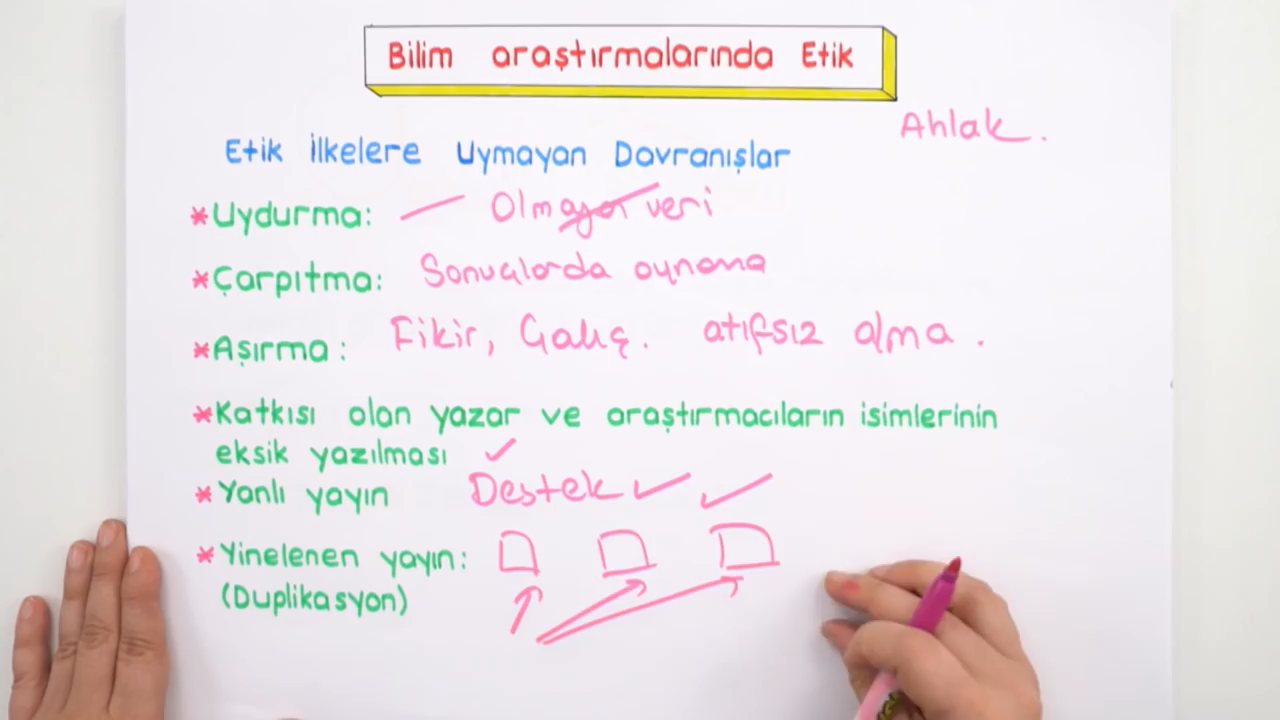 Bilim araştırmalarında Etik
Ahlak.
Etik İlkelere Uymayan Davranışlar
*Uydurma: Olmayan veri
*Çarpıtma: Sonuçlarda oynama
*Aşırma: Fikir, Çalış. atıfsız alma.
*Katkısı olan yazar ve araştırmacıların isimlerinin
eksik yazılması
*Yanlı yayın Destek
*Yinelenen yayın:
(Duplikasyon)